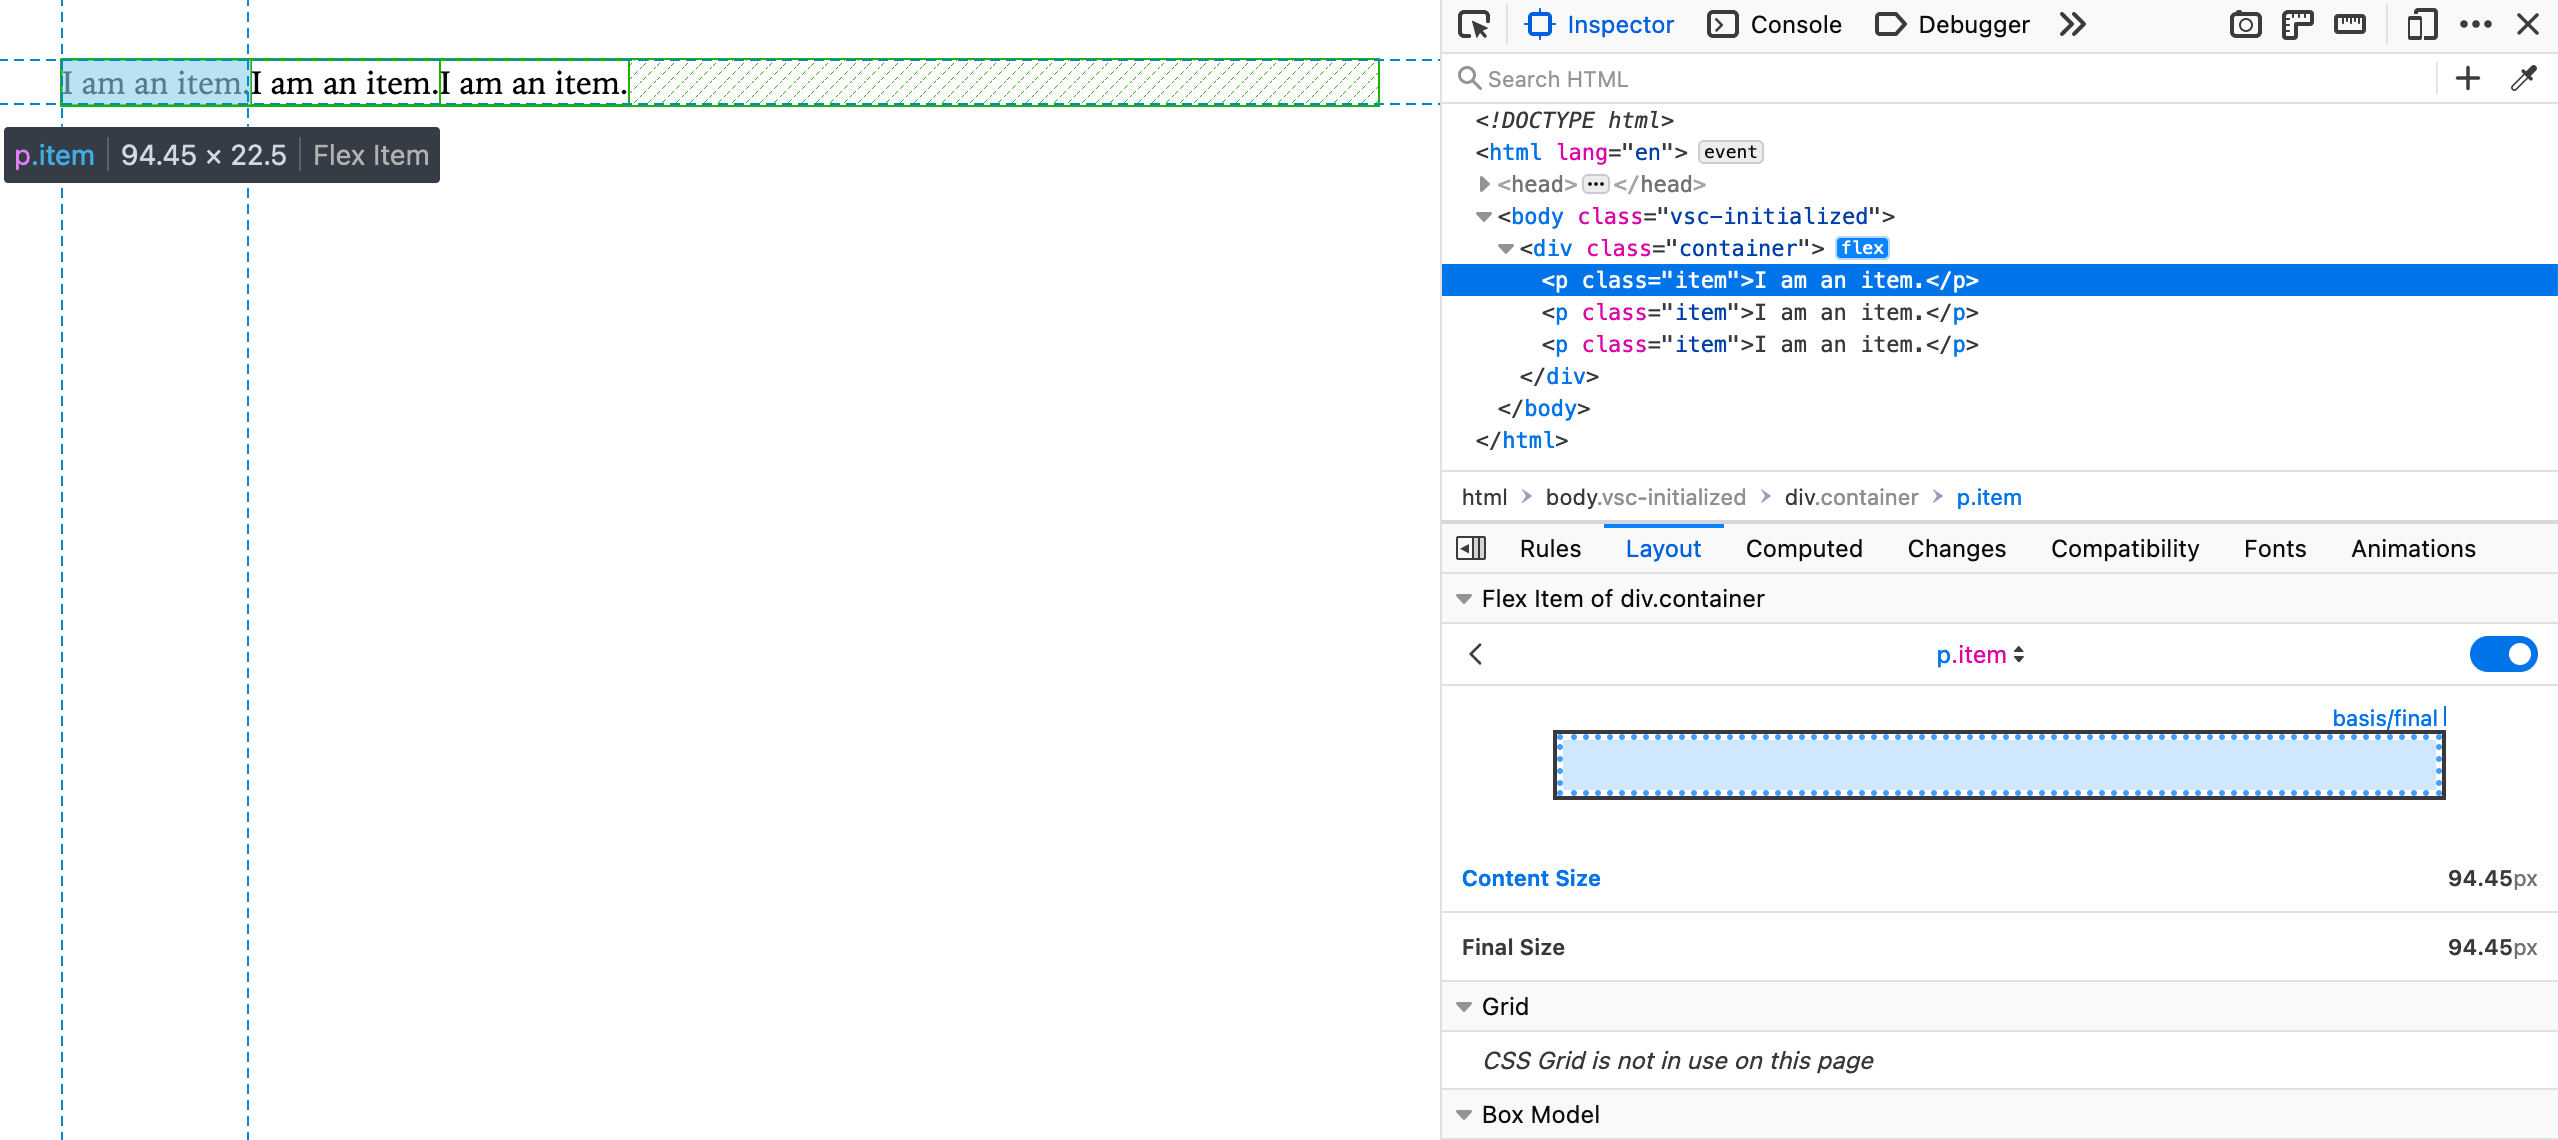 I am an item.I am an item.I am an item.
p.item 94.45 × 22.5 Flex Item
Inspector Console Debugger
Search HTML
<!DOCTYPE html>
<html lang="en"> event
<head> ••• </head>
<body class="vsc-initialized">
<div class="container"> flex
<p class="item">I am an item.</p>
<p class="item">I am an item.</p>
<p class="item">I am an item.</p>
</div>
</body>
</html>
html body.vsc-initialized div.container p.item
Rules Layout Computed Changes Compatibility Fonts Animations
Flex Item of div.container
p.item
basis/final
Content Size 94.45px
Final Size 94.45px
Grid
CSS Grid is not in use on this page
Box Model